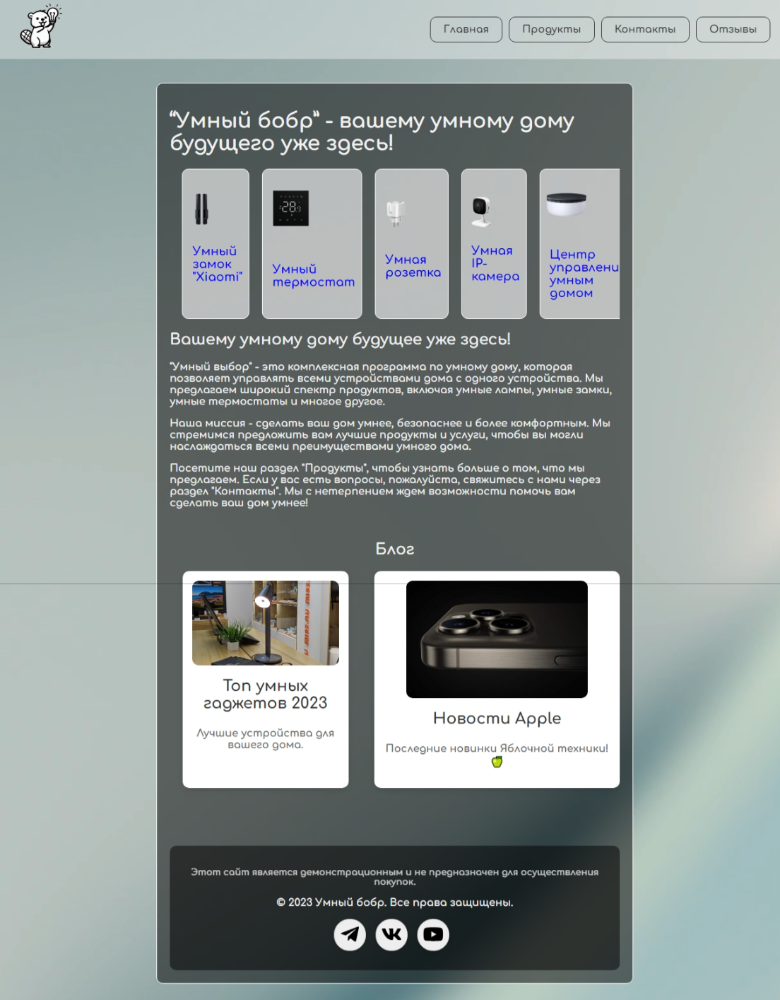 Главная Продукты Контакты Отзывы
“Умный бобр” - вашему умному дому
будущего уже здесь!
28
Умный
замок
"Xiaomi"
Умный
термостат
Умная
розетка
Умная
IP-
камера
Центр
управлени
умным
домом
Вашему умному дому будущее уже здесь!
"Умный выбор" - это комплексная программа по умному дому, которая
позволяет управлять всеми устройствами дома с одного устройства. Мы
предлагаем широкий спектр продуктов, включая умные лампы, умные замки,
умные термостаты и многое другое.
Наша миссия - сделать ваш дом умнее, безопаснее и более комфортным. Мы
стремимся предложить вам лучшие продукты и услуги, чтобы вы могли
наслаждаться всеми преимуществами умного дома.
Посетите наш раздел "Продукты", чтобы узнать больше о том, что мы
предлагаем. Если у вас есть вопросы, пожалуйста, свяжитесь с нами через
раздел "Контакты". Мы с нетерпением ждем возможности помочь вам
сделать ваш дом умнее!
Блог
Топ умных
гаджетов 2023
Лучшие устройства для
вашего дома.
Новости Apple
Последние новинки Яблочной техники!
🍏
Этот сайт является демонстрационным и не предназначен для осуществления
покупок.
© 2023 Умный бобр. Все права защищены.